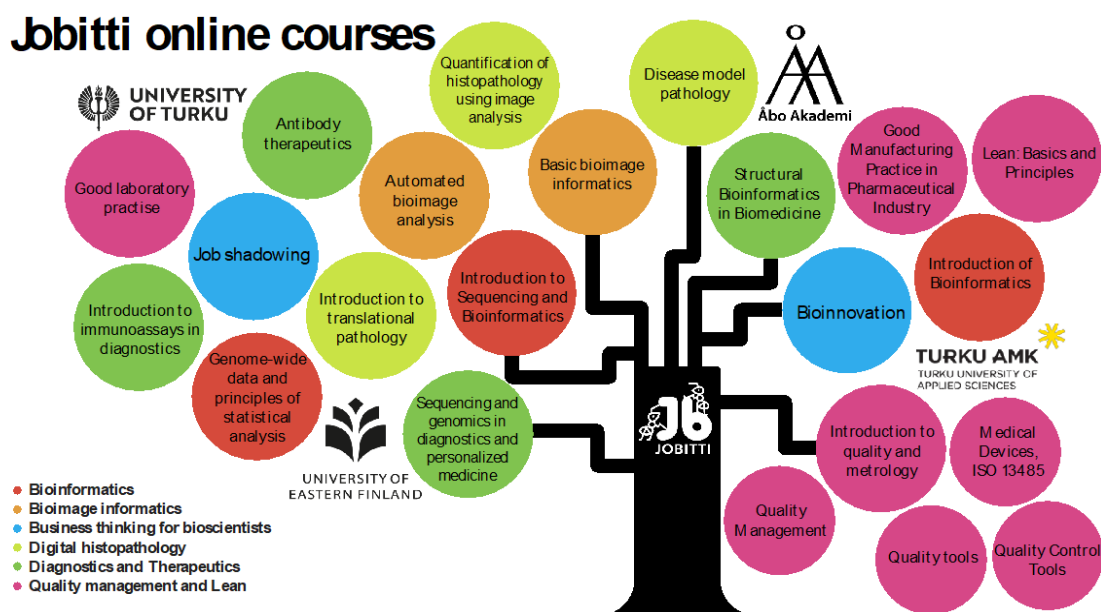 Jobitti online courses
UNIVERSITY
OF TURKU
Antibody
therapeutics
Quantification of
histopathology
using image
analysis
Disease model
pathology
Åbo Akademi
Good
Manufacturing
Practice in
Pharmaceutical
Industry
Lean: Basics and
Principles
Good laboratory
practise
Automated
bioimage
analysis
Basic bioimage
informatics
Structural
Bioinformatics
in Biomedicine
Job shadowing
Introduction to
translational
pathology
Introduction to
Sequencing and
Bioinformatics
Bioinnovation
Introduction of
Bioinformatics
Introduction to
immunoassays in
diagnostics
Genome-wide
data and
principles of
statistical
analysis
TURKU AMK
TURKU UNIVERSITY OF
APPLIED SCIENCES
UNIVERSITY OF
EASTERN FINLAND
Sequencing and
genomics in
diagnostics and
personalized
medicine
Jb
JOBITTI
Introduction to
quality and
metrology
Medical
Devices,
ISO 13485
Quality
Management
Quality tools
Quality Control
Tools
Bioinformatics
Bioimage informatics
Business thinking for bioscientists
Digital histopathology
Diagnostics and Therapeutics
Quality management and Lean